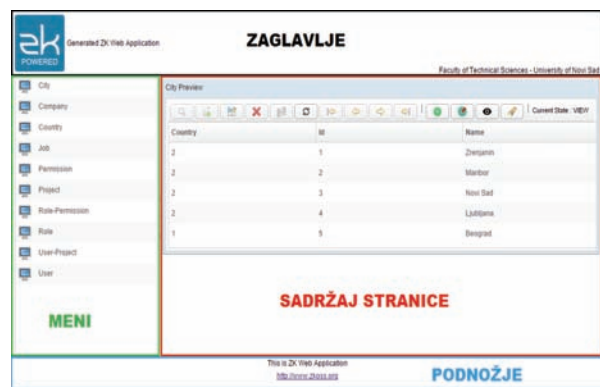 zk
POWERED
Generated ZK Web Application
ZAGLAVLJE
Faculty of Technical Sciences - University of Novi Sad
City
Company
Country
Job
Permission
Project
Role-Permission
Role
User-Project
User
MENI
City Preview
Current State : VIEW
Country Id Name
2 1 Zrenjanin
2 2 Maribor
2 3 Novi Sad
2 4 Ljubljana
1 5 Beograd
SADRŽAJ STRANICE
This is ZK Web Application
http://www.zkoss.org
PODNOŽJE